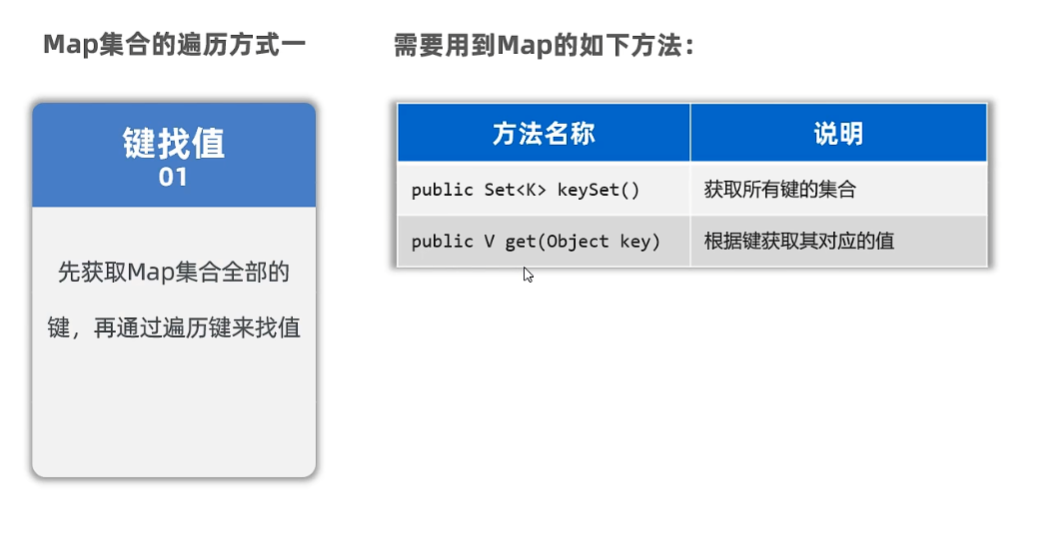 Map集合的遍历方式一
需要用到Map的如下方法：
键找值
01
先获取Map集合全部的
键，再通过遍历键来找值
方法名称 说明
public Set<K> keySet() 获取所有键的集合
public V get(Object key) 根据键获取其对应的值